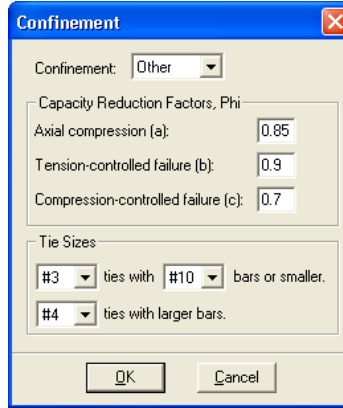 Confinement
Confinement: Other
Capacity Reduction Factors, Phi
Axial compression (a): 0.85
Tension-controlled failure (b): 0.9
Compression-controlled failure (c): 0.7
Tie Sizes
#3 ties with #10 bars or smaller.
#4 ties with larger bars.
OK Cancel